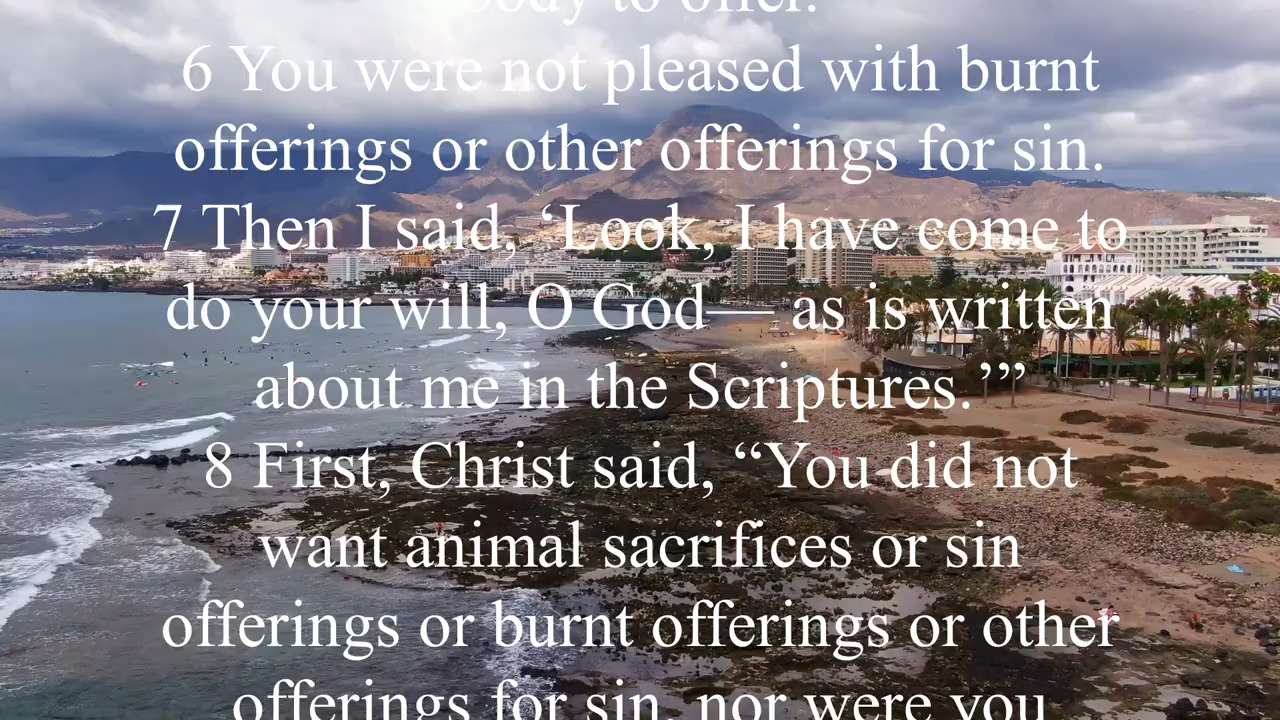 body to offer.
6 You were not pleased with burnt
offerings or other offerings for sin.
7 Then I said, ‘Look, I have come to
do your will, O God— as is written
about me in the Scriptures.’”
8 First, Christ said, “You did not
want animal sacrifices or sin
offerings or burnt offerings or other
offerings for sin, nor were you